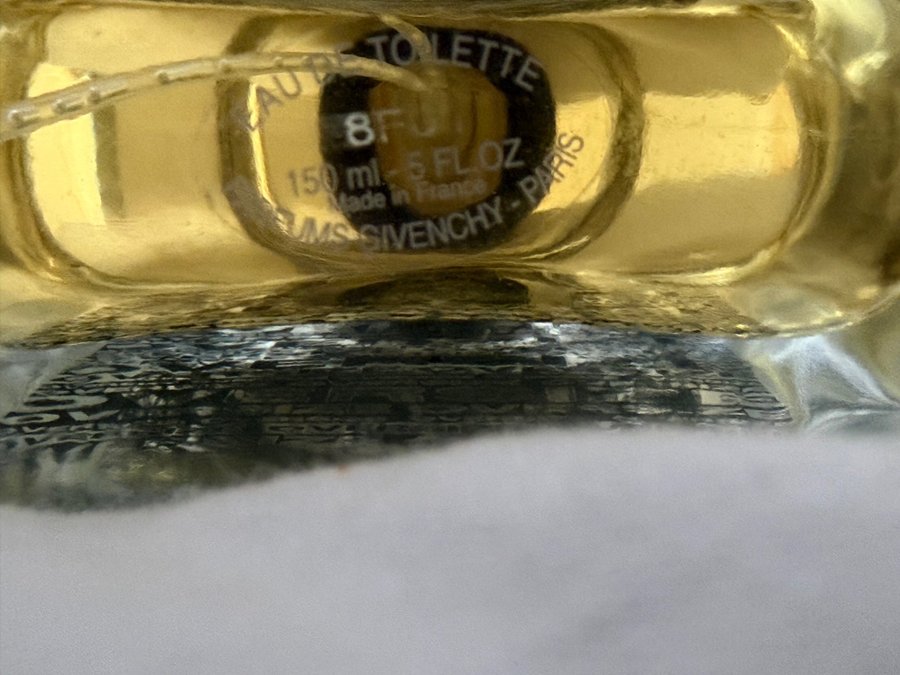 EAU DE TOILETTE
150 ml - 5 FL.OZ
Made in France
PARFUMS GIVENCHY - PARIS